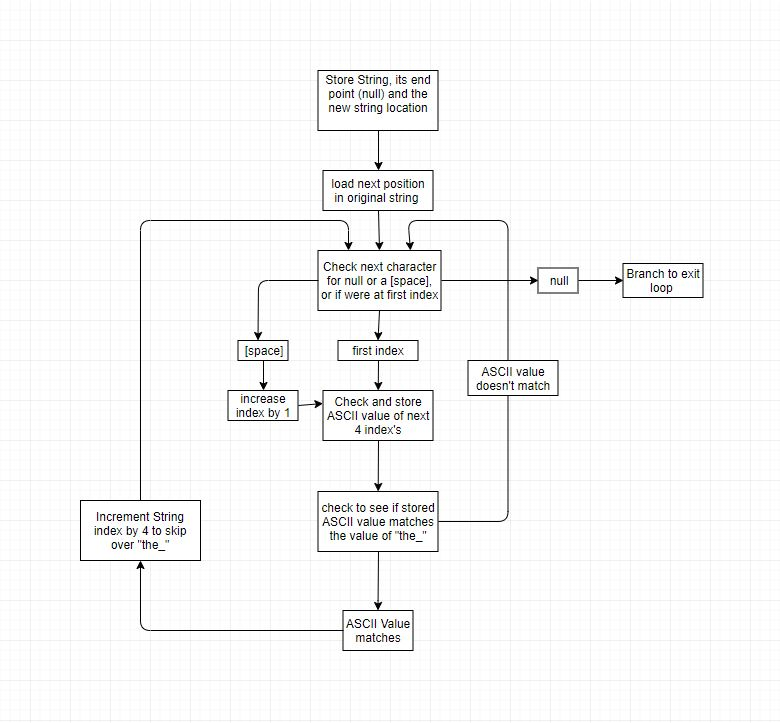 Store String, its end
point (null) and the
new string location
load next position
in original string
Check next character
for null or a [space],
or if were at first index
null
Branch to exit
loop
[space]
first index
ASCII value
doesn't match
increase
index by 1
Check and store
ASCII value of next
4 index's
check to see if stored
ASCII value matches
the value of "the_"
Increment String
index by 4 to skip
over "the_"
ASCII Value
matches